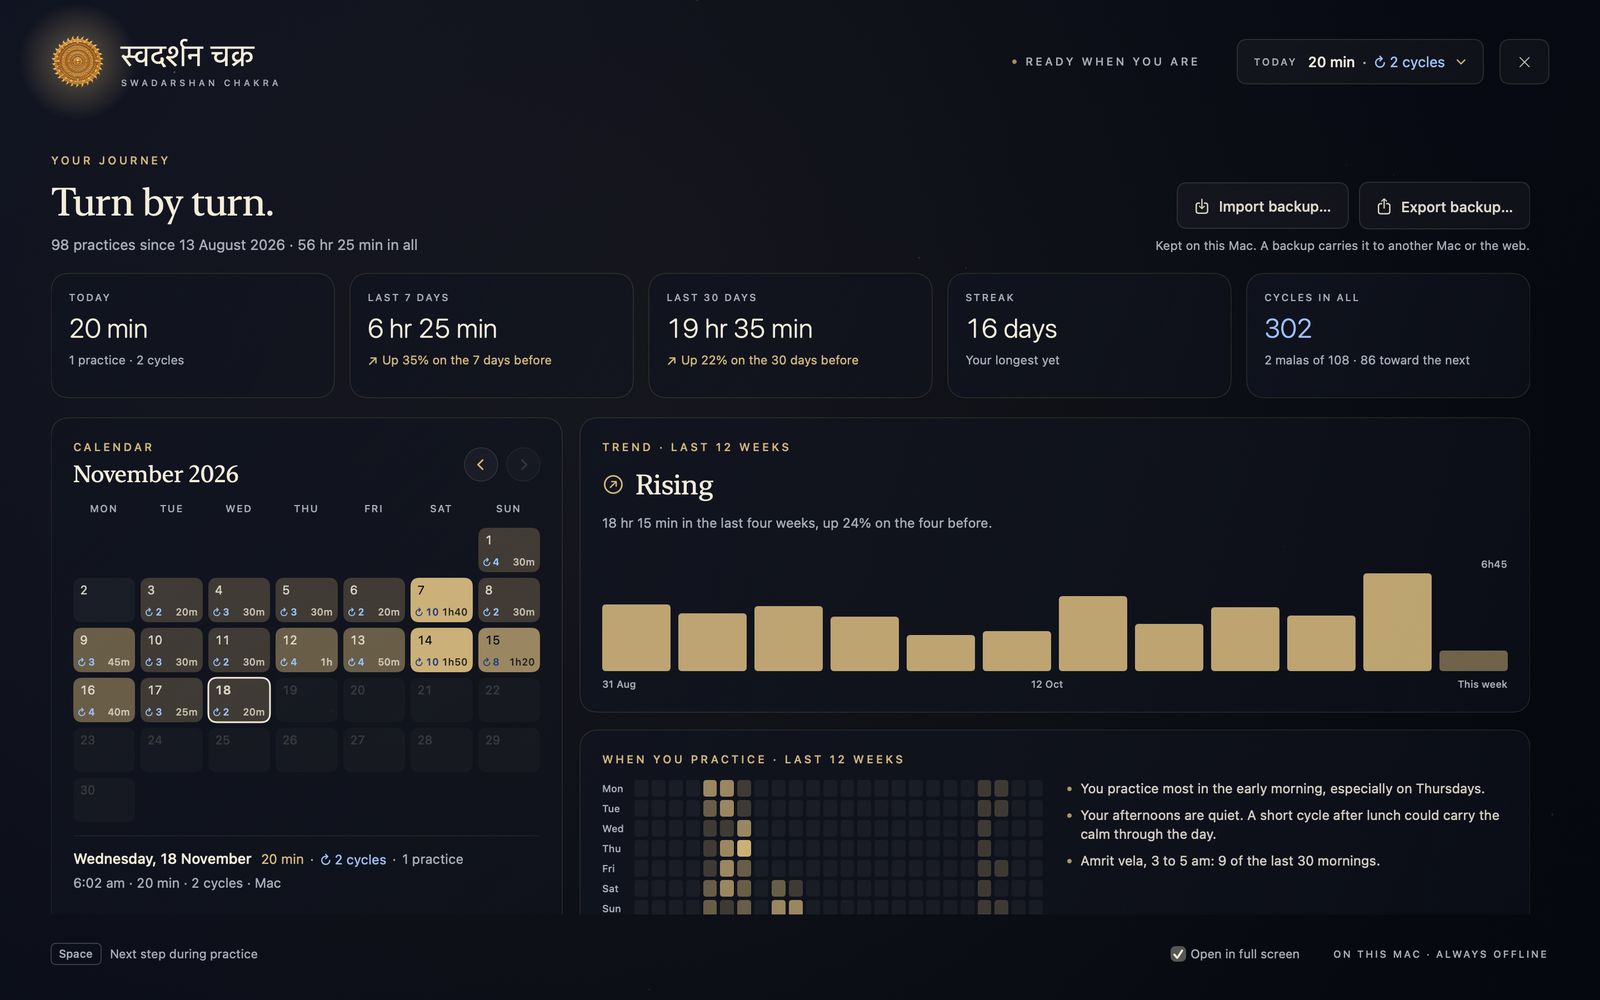 स्वदर्शन चक्र
SWADARSHAN CHAKRA
READY WHEN YOU ARE
TODAY 20 min · 2 cycles
YOUR JOURNEY
Turn by turn.
98 practices since 13 August 2026 · 56 hr 25 min in all
Import backup...
Export backup...
Kept on this Mac. A backup carries it to another Mac or the web.
TODAY
20 min
1 practice · 2 cycles
LAST 7 DAYS
6 hr 25 min
↗ Up 35% on the 7 days before
LAST 30 DAYS
19 hr 35 min
↗ Up 22% on the 30 days before
STREAK
16 days
Your longest yet
CYCLES IN ALL
302
2 malas of 108 · 86 toward the next
CALENDAR
November 2026
MON TUE WED THU FRI SAT SUN
1
4 30m
2 3 4 5 6 7 8
2 20m 3 30m 3 30m 2 20m 10 1h40 2 30m
9 10 11 12 13 14 15
3 45m 3 30m 2 30m 4 1h 4 50m 10 1h50 8 1h20
16 17 18 19 20 21 22
4 40m 3 25m 2 20m
23 24 25 26 27 28 29
30
Wednesday, 18 November 20 min · 2 cycles · 1 practice
6:02 am · 20 min · 2 cycles · Mac
TREND · LAST 12 WEEKS
Rising
18 hr 15 min in the last four weeks, up 24% on the four before.
6h45
31 Aug 12 Oct This week
WHEN YOU PRACTICE · LAST 12 WEEKS
Mon
Tue
Wed
Thu
Fri
Sat
Sun
• You practice most in the early morning, especially on Thursdays.
• Your afternoons are quiet. A short cycle after lunch could carry the
calm through the day.
• Amrit vela, 3 to 5 am: 9 of the last 30 mornings.
Space Next step during practice
Open in full screen
ON THIS MAC · ALWAYS OFFLINE